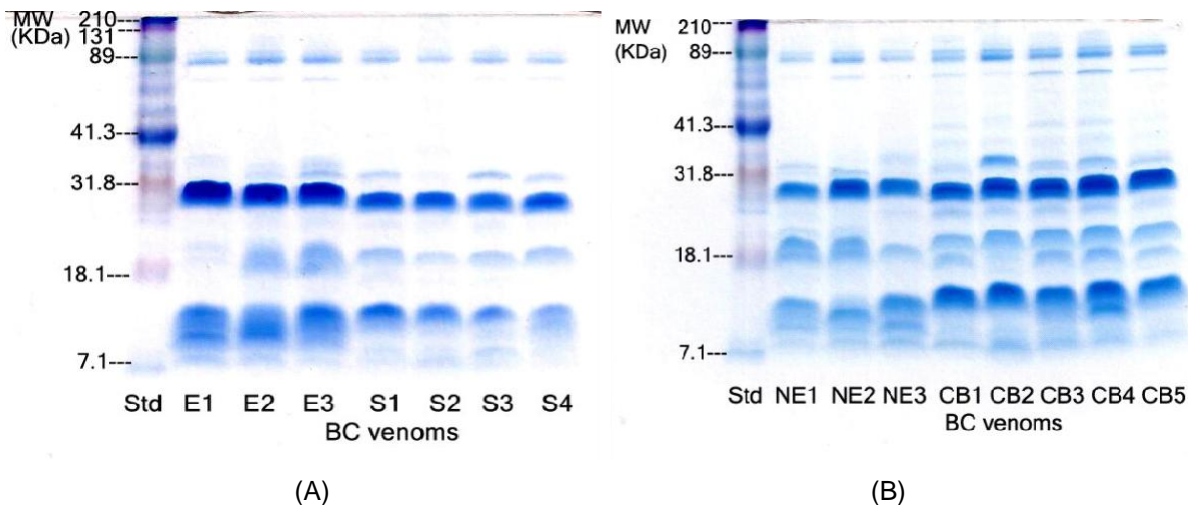 MW 210---
(KDa) 131---
89---
41.3---
31.8---
18.1---
7.1---
Std E1 E2 E3 S1 S2 S3 S4
BC venoms
(A)
MW 210---
(KDa) 89---
41.3---
31.8---
18.1---
7.1---
Std NE1 NE2 NE3 CB1 CB2 CB3 CB4 CB5
BC venoms
(B)